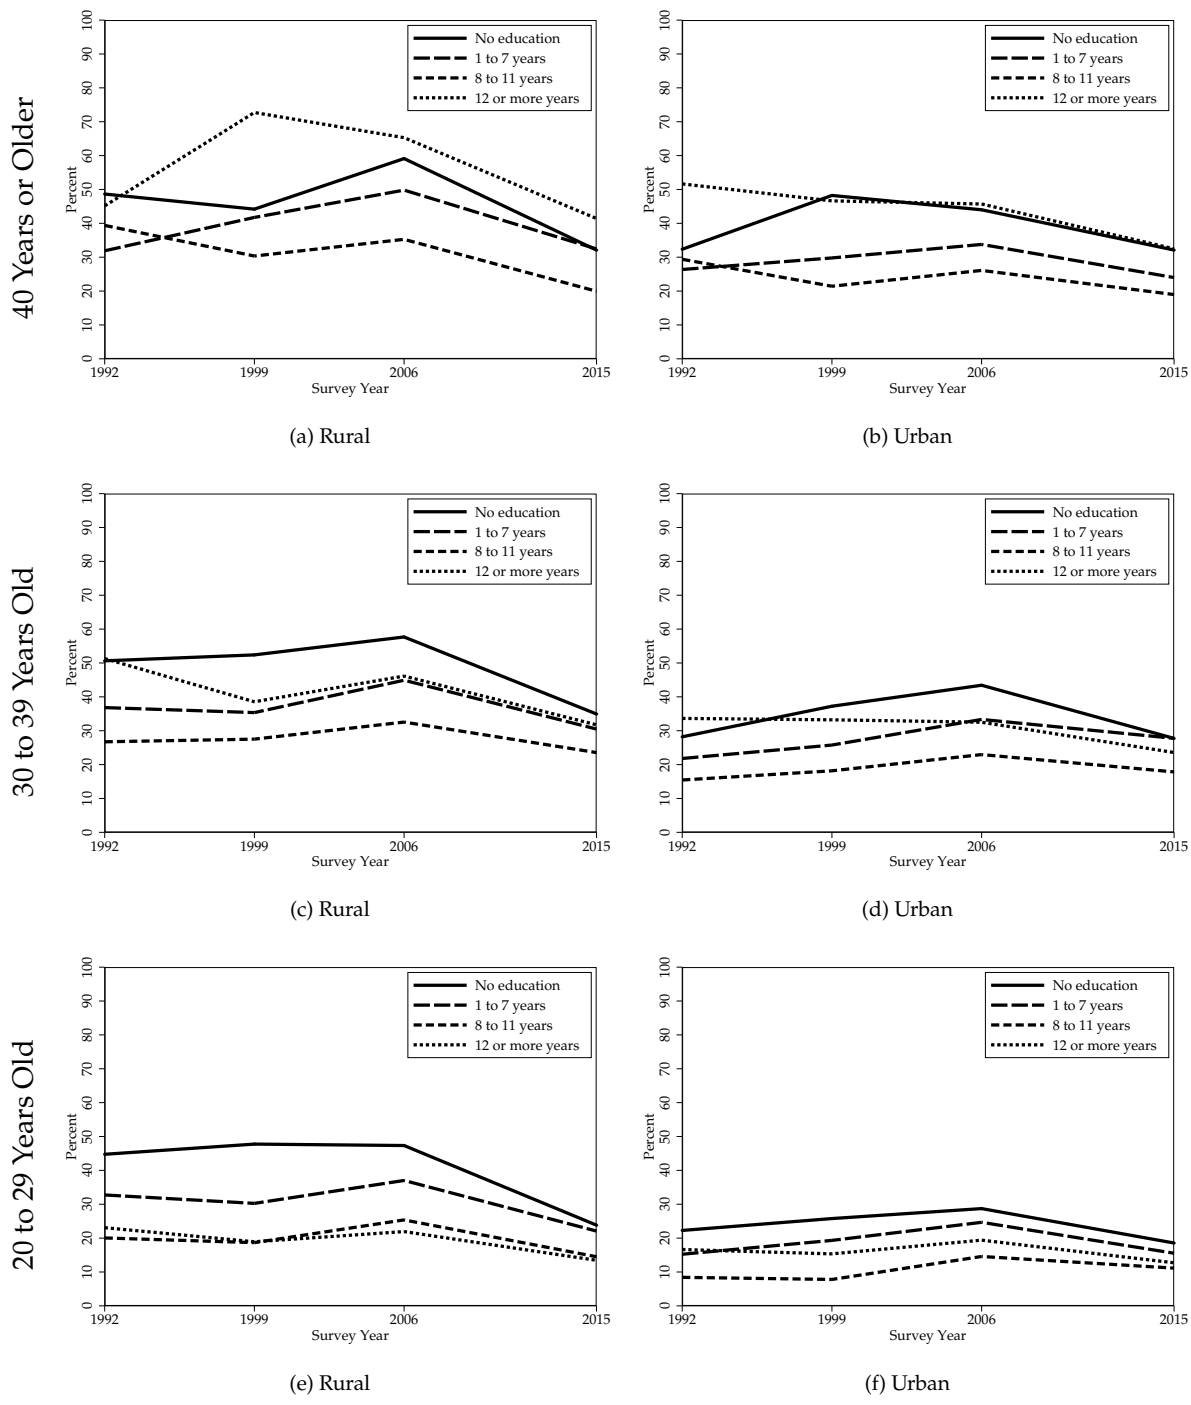 40 Years or Older
Percent
0 10 20 30 40 50 60 70 80 90 100
No education
1 to 7 years
8 to 11 years
12 or more years
1992 1999 2006 2015
Survey Year
(a) Rural
Percent
0 10 20 30 40 50 60 70 80 90 100
No education
1 to 7 years
8 to 11 years
12 or more years
1992 1999 2006 2015
Survey Year
(b) Urban
30 to 39 Years Old
Percent
0 10 20 30 40 50 60 70 80 90 100
No education
1 to 7 years
8 to 11 years
12 or more years
1992 1999 2006 2015
Survey Year
(c) Rural
Percent
0 10 20 30 40 50 60 70 80 90 100
No education
1 to 7 years
8 to 11 years
12 or more years
1992 1999 2006 2015
Survey Year
(d) Urban
20 to 29 Years Old
Percent
0 10 20 30 40 50 60 70 80 90 100
No education
1 to 7 years
8 to 11 years
12 or more years
1992 1999 2006 2015
Survey Year
(e) Rural
Percent
0 10 20 30 40 50 60 70 80 90 100
No education
1 to 7 years
8 to 11 years
12 or more years
1992 1999 2006 2015
Survey Year
(f) Urban